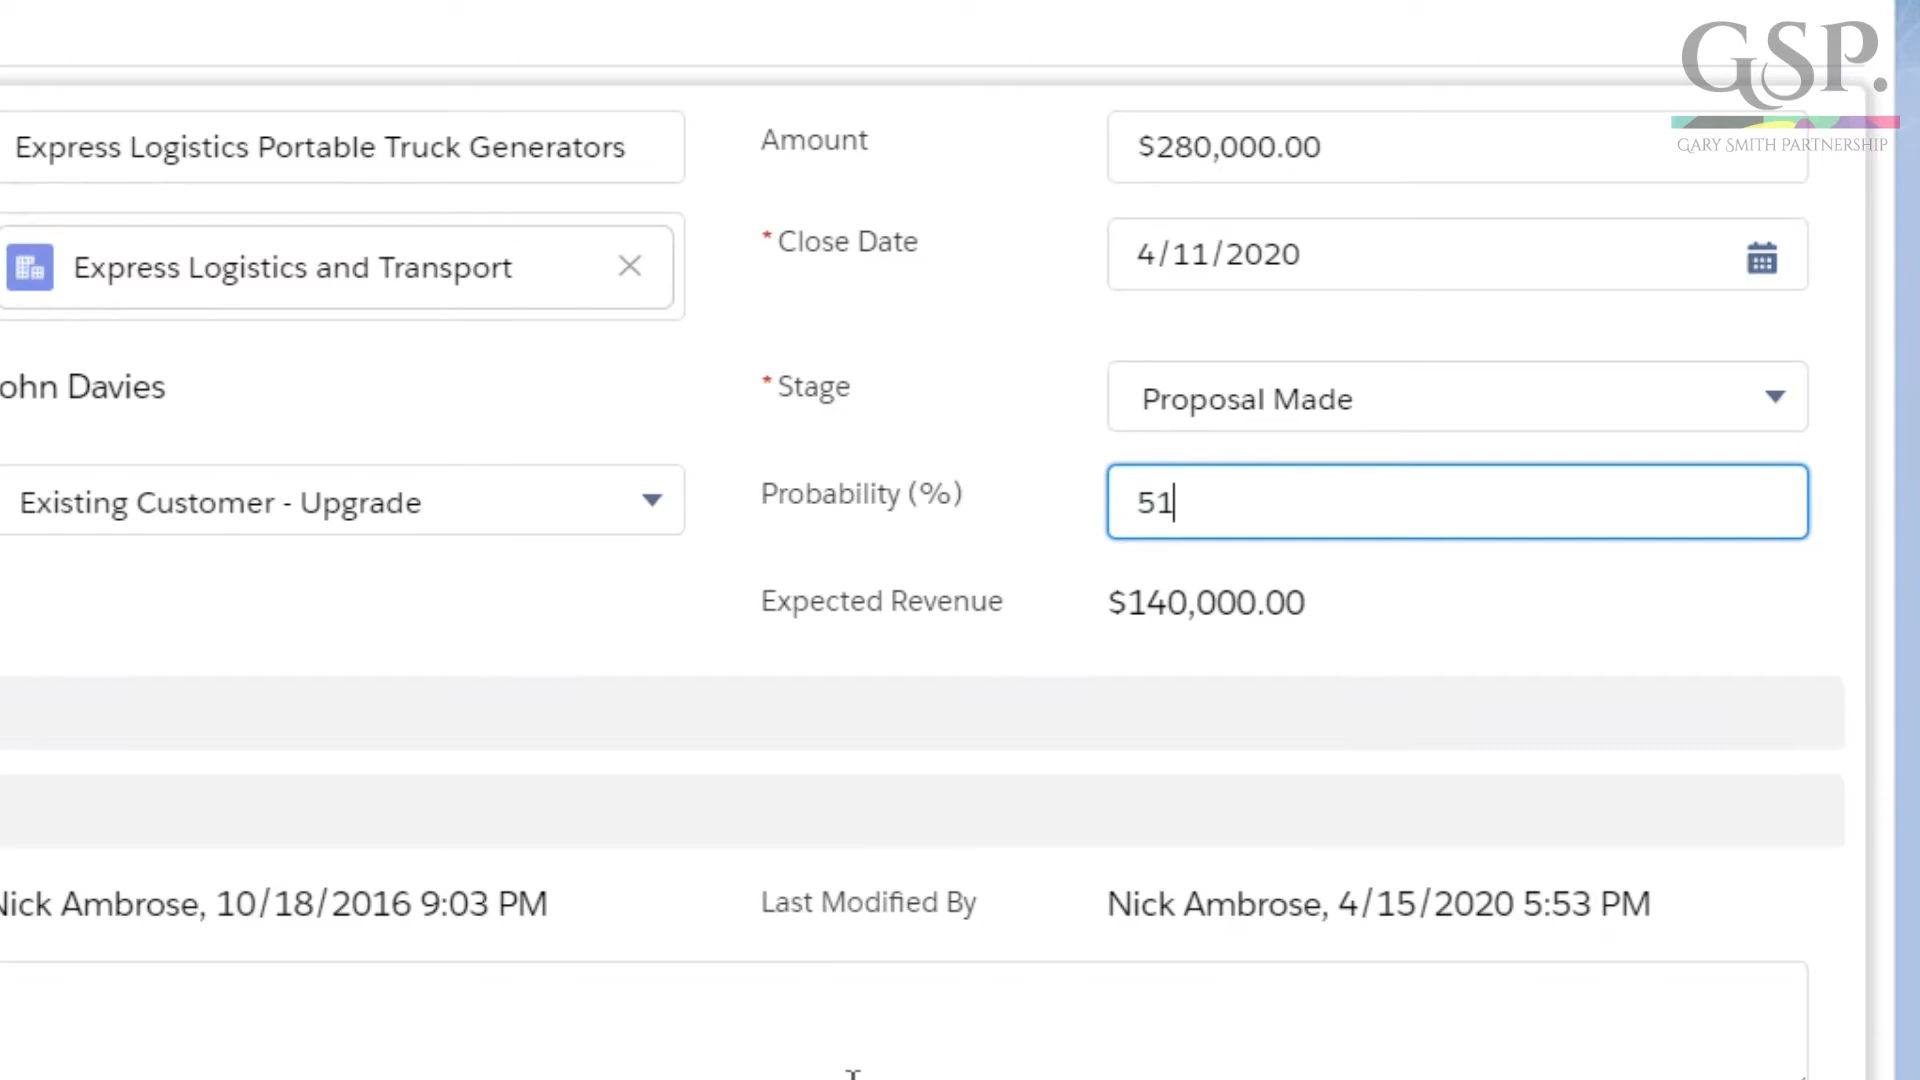 GSP.
GARY SMITH PARTNERSHIP
Express Logistics Portable Truck Generators
Amount
$280,000.00
Express Logistics and Transport
* Close Date
4/11/2020
ohn Davies
* Stage
Proposal Made
Existing Customer - Upgrade
Probability (%)
51
Expected Revenue
$140,000.00
Nick Ambrose, 10/18/2016 9:03 PM
Last Modified By
Nick Ambrose, 4/15/2020 5:53 PM